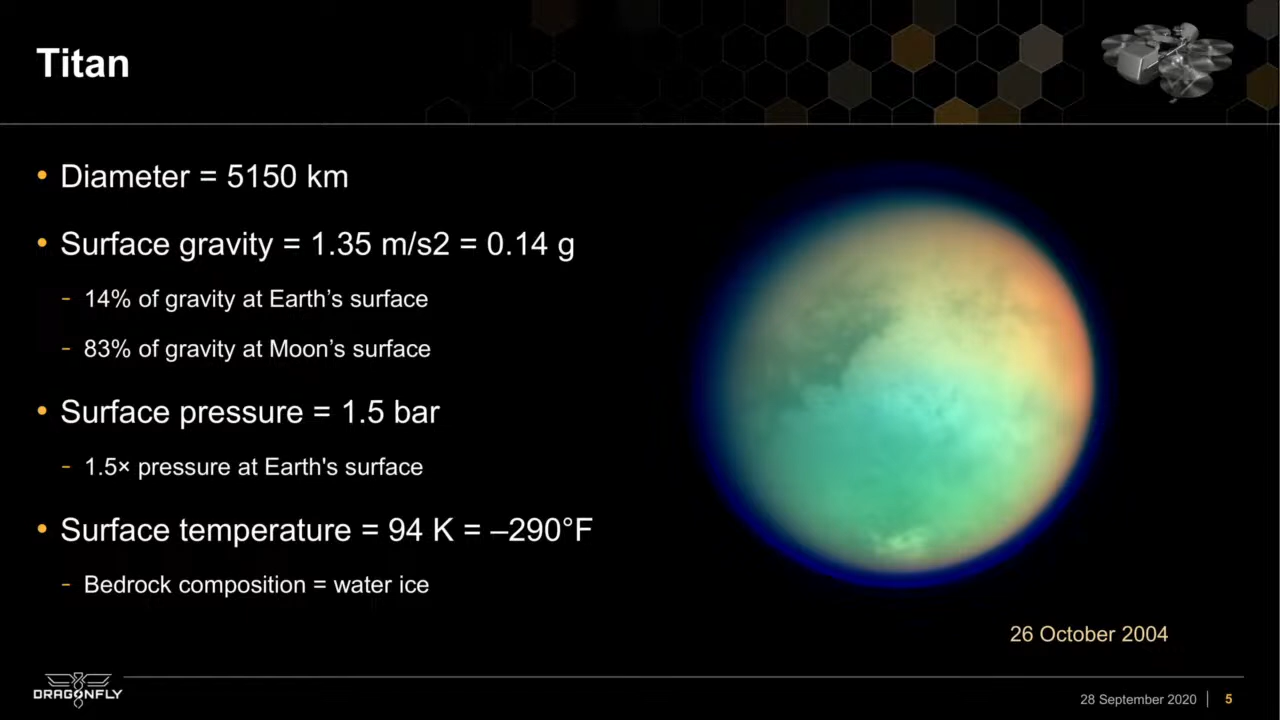 Titan
• Diameter = 5150 km
• Surface gravity = 1.35 m/s2 = 0.14 g
- 14% of gravity at Earth’s surface
- 83% of gravity at Moon’s surface
• Surface pressure = 1.5 bar
- 1.5× pressure at Earth's surface
• Surface temperature = 94 K = –290°F
- Bedrock composition = water ice
26 October 2004
DRAGONFLY
28 September 2020 | 5